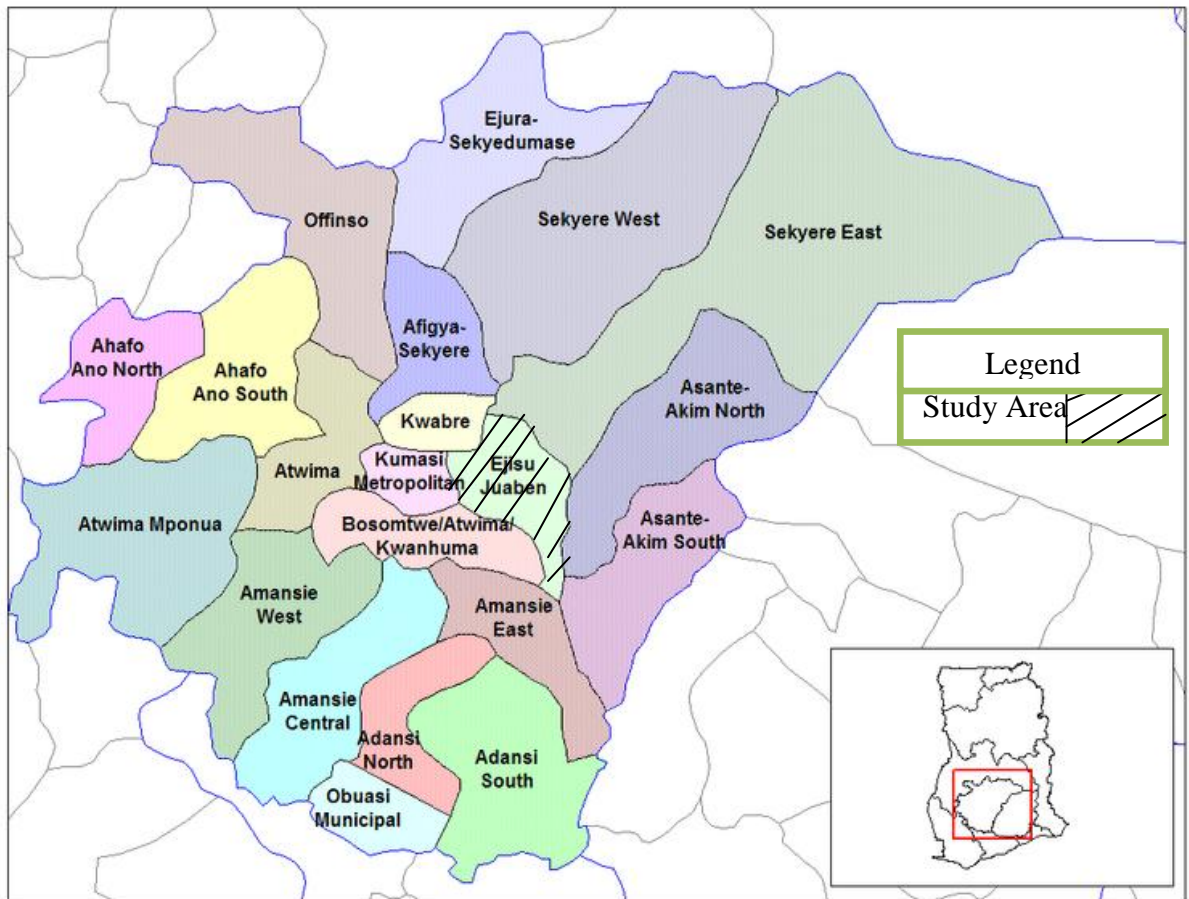 Ejura-
Sekyedumase
Offinso
Sekyere West
Sekyere East
Afigya-
Sekyere
Ahafo
Ano North
Ahafo
Ano South
Asante-
Akim North
Legend
Study Area
Kwabre
Kumasi
Metropolitan
Ejisu
Juaben
Atwima
Atwima Mponua
Bosomtwe/Atwima/
Kwanhuma
Asante-
Akim South
Amansie
West
Amansie
East
Amansie
Central
Adansi
North
Adansi
South
Obuasi
Municipal